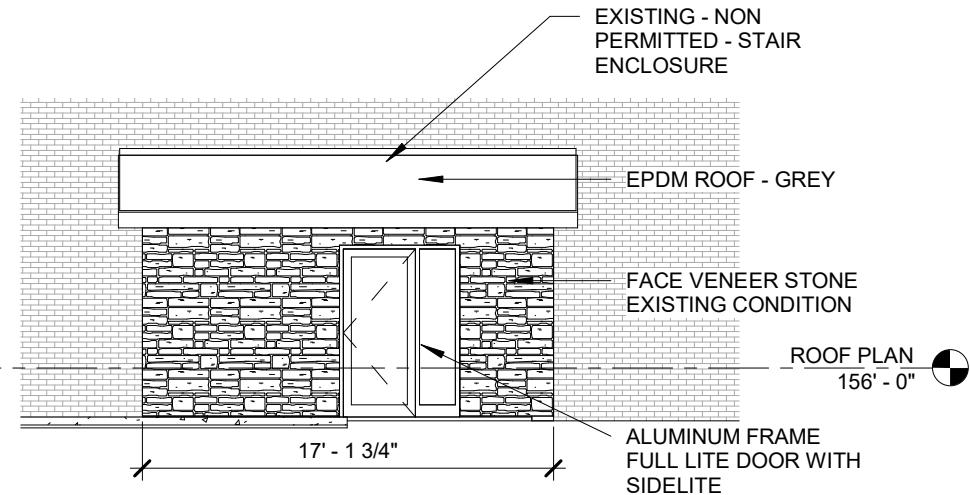 EXISTING - NON
PERMITTED - STAIR
ENCLOSURE
EPDM ROOF - GREY
FACE VENEER STONE
EXISTING CONDITION
ROOF PLAN
156' - 0"
17' - 1 3/4"
ALUMINUM FRAME
FULL LITE DOOR WITH
SIDELITE